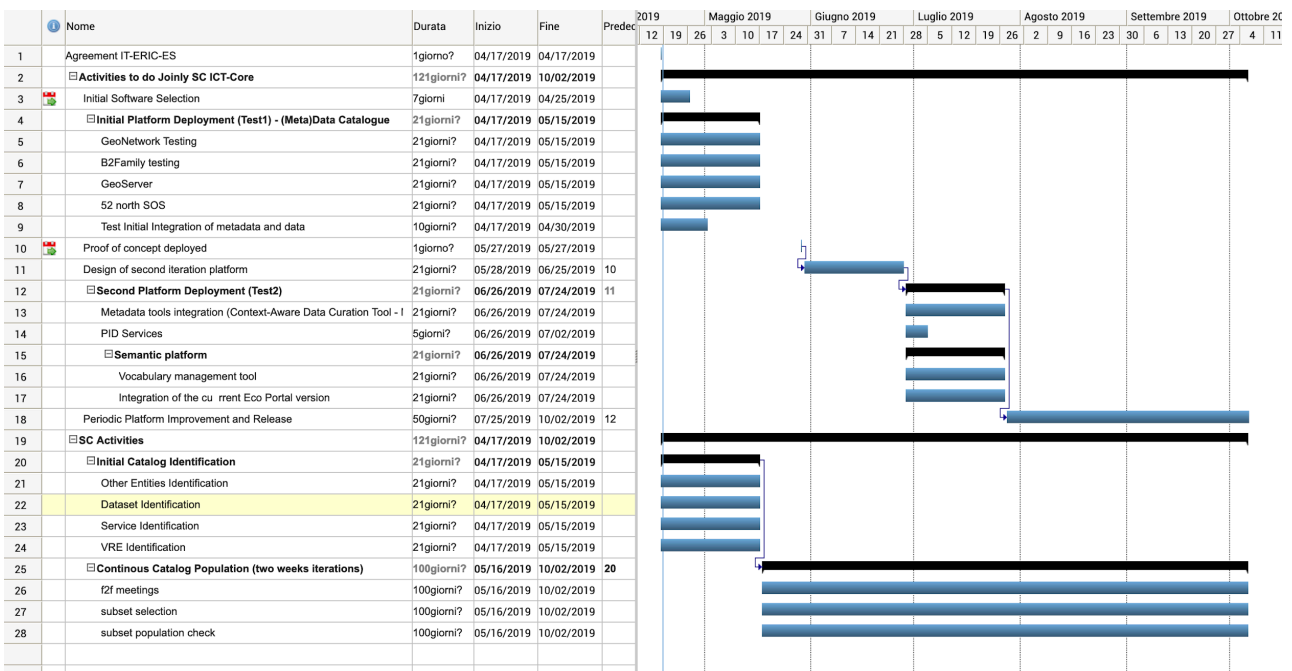 Nome Durata Inizio Fine Predec
2019 Maggio 2019 Giugno 2019 Luglio 2019 Agosto 2019 Settembre 2019 Ottobre 20
12 19 26 3 10 17 24 31 7 14 21 28 5 12 19 26 2 9 16 23 30 6 13 20 27 4 11
1 Agreement IT-ERIC-ES 1giorno? 04/17/2019 04/17/2019
2 Activities to do Joinly SC ICT-Core 121giorni? 04/17/2019 10/02/2019
3 Initial Software Selection 7giorni 04/17/2019 04/25/2019
4 Initial Platform Deployment (Test1) - (Meta)Data Catalogue 21giorni? 04/17/2019 05/15/2019
5 GeoNetwork Testing 21giorni? 04/17/2019 05/15/2019
6 B2Family testing 21giorni? 04/17/2019 05/15/2019
7 GeoServer 21giorni? 04/17/2019 05/15/2019
8 52 north SOS 21giorni? 04/17/2019 05/15/2019
9 Test Initial Integration of metadata and data 10giorni? 04/17/2019 04/30/2019
10 Proof of concept deployed 1giorno? 05/27/2019 05/27/2019
11 Design of second iteration platform 21giorni? 05/28/2019 06/25/2019 10
12 Second Platform Deployment (Test2) 21giorni? 06/26/2019 07/24/2019 11
13 Metadata tools integration (Context-Aware Data Curation Tool - 21giorni? 06/26/2019 07/24/2019
14 PID Services 5giorni? 06/26/2019 07/02/2019
15 Semantic platform 21giorni? 06/26/2019 07/24/2019
16 Vocabulary management tool 21giorni? 06/26/2019 07/24/2019
17 Integration of the cu rrent Eco Portal version 21giorni? 06/26/2019 07/24/2019
18 Periodic Platform Improvement and Release 50giorni? 07/25/2019 10/02/2019 12
19 SC Activities 121giorni? 04/17/2019 10/02/2019
20 Initial Catalog Identification 21giorni? 04/17/2019 05/15/2019
21 Other Entities Identification 21giorni? 04/17/2019 05/15/2019
22 Dataset Identification 21giorni? 04/17/2019 05/15/2019
23 Service Identification 21giorni? 04/17/2019 05/15/2019
24 VRE Identification 21giorni? 04/17/2019 05/15/2019
25 Continous Catalog Population (two weeks iterations) 100giorni? 05/16/2019 10/02/2019 20
26 f2f meetings 100giorni? 05/16/2019 10/02/2019
27 subset selection 100giorni? 05/16/2019 10/02/2019
28 subset population check 100giorni? 05/16/2019 10/02/2019